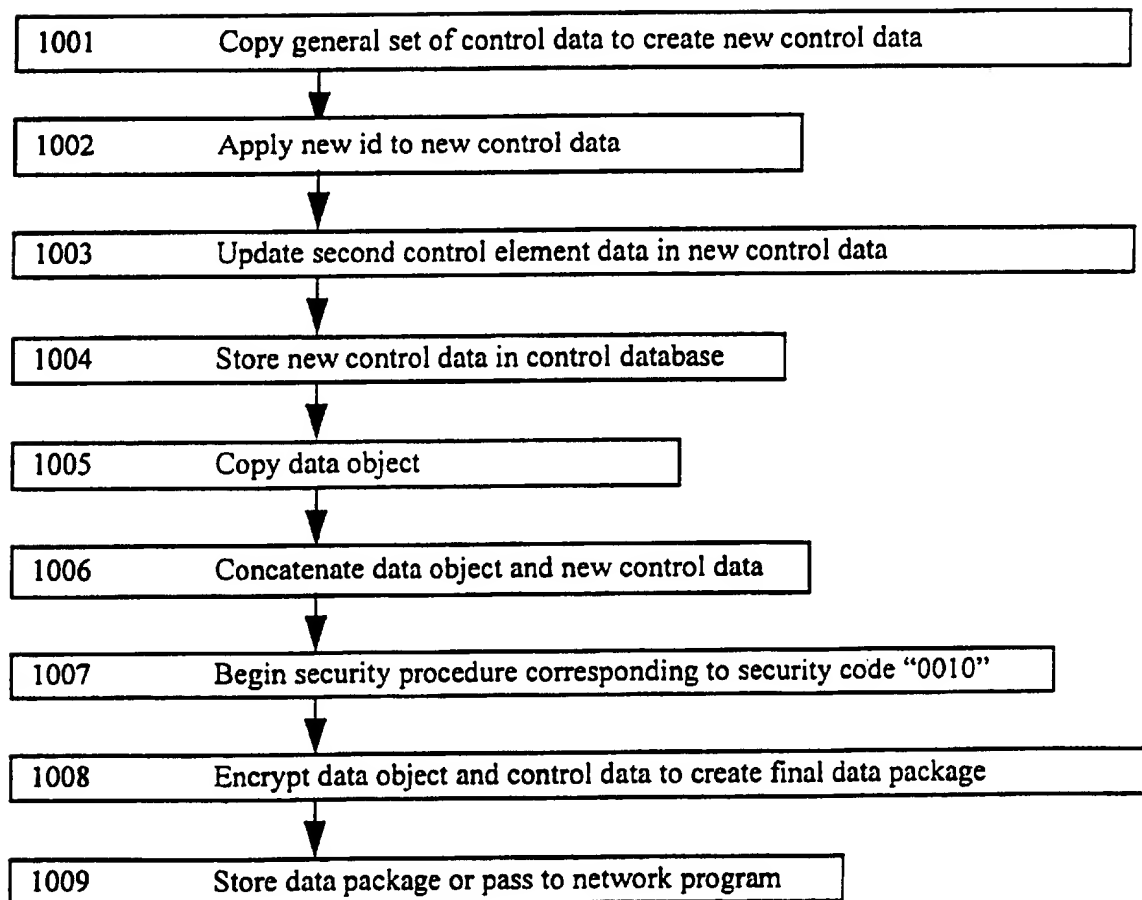 1001 Copy general set of control data to create new control data
1002 Apply new id to new control data
1003 Update second control element data in new control data
1004 Store new control data in control database
1005 Copy data object
1006 Concatenate data object and new control data
1007 Begin security procedure corresponding to security code “0010”
1008 Encrypt data object and control data to create final data package
1009 Store data package or pass to network program